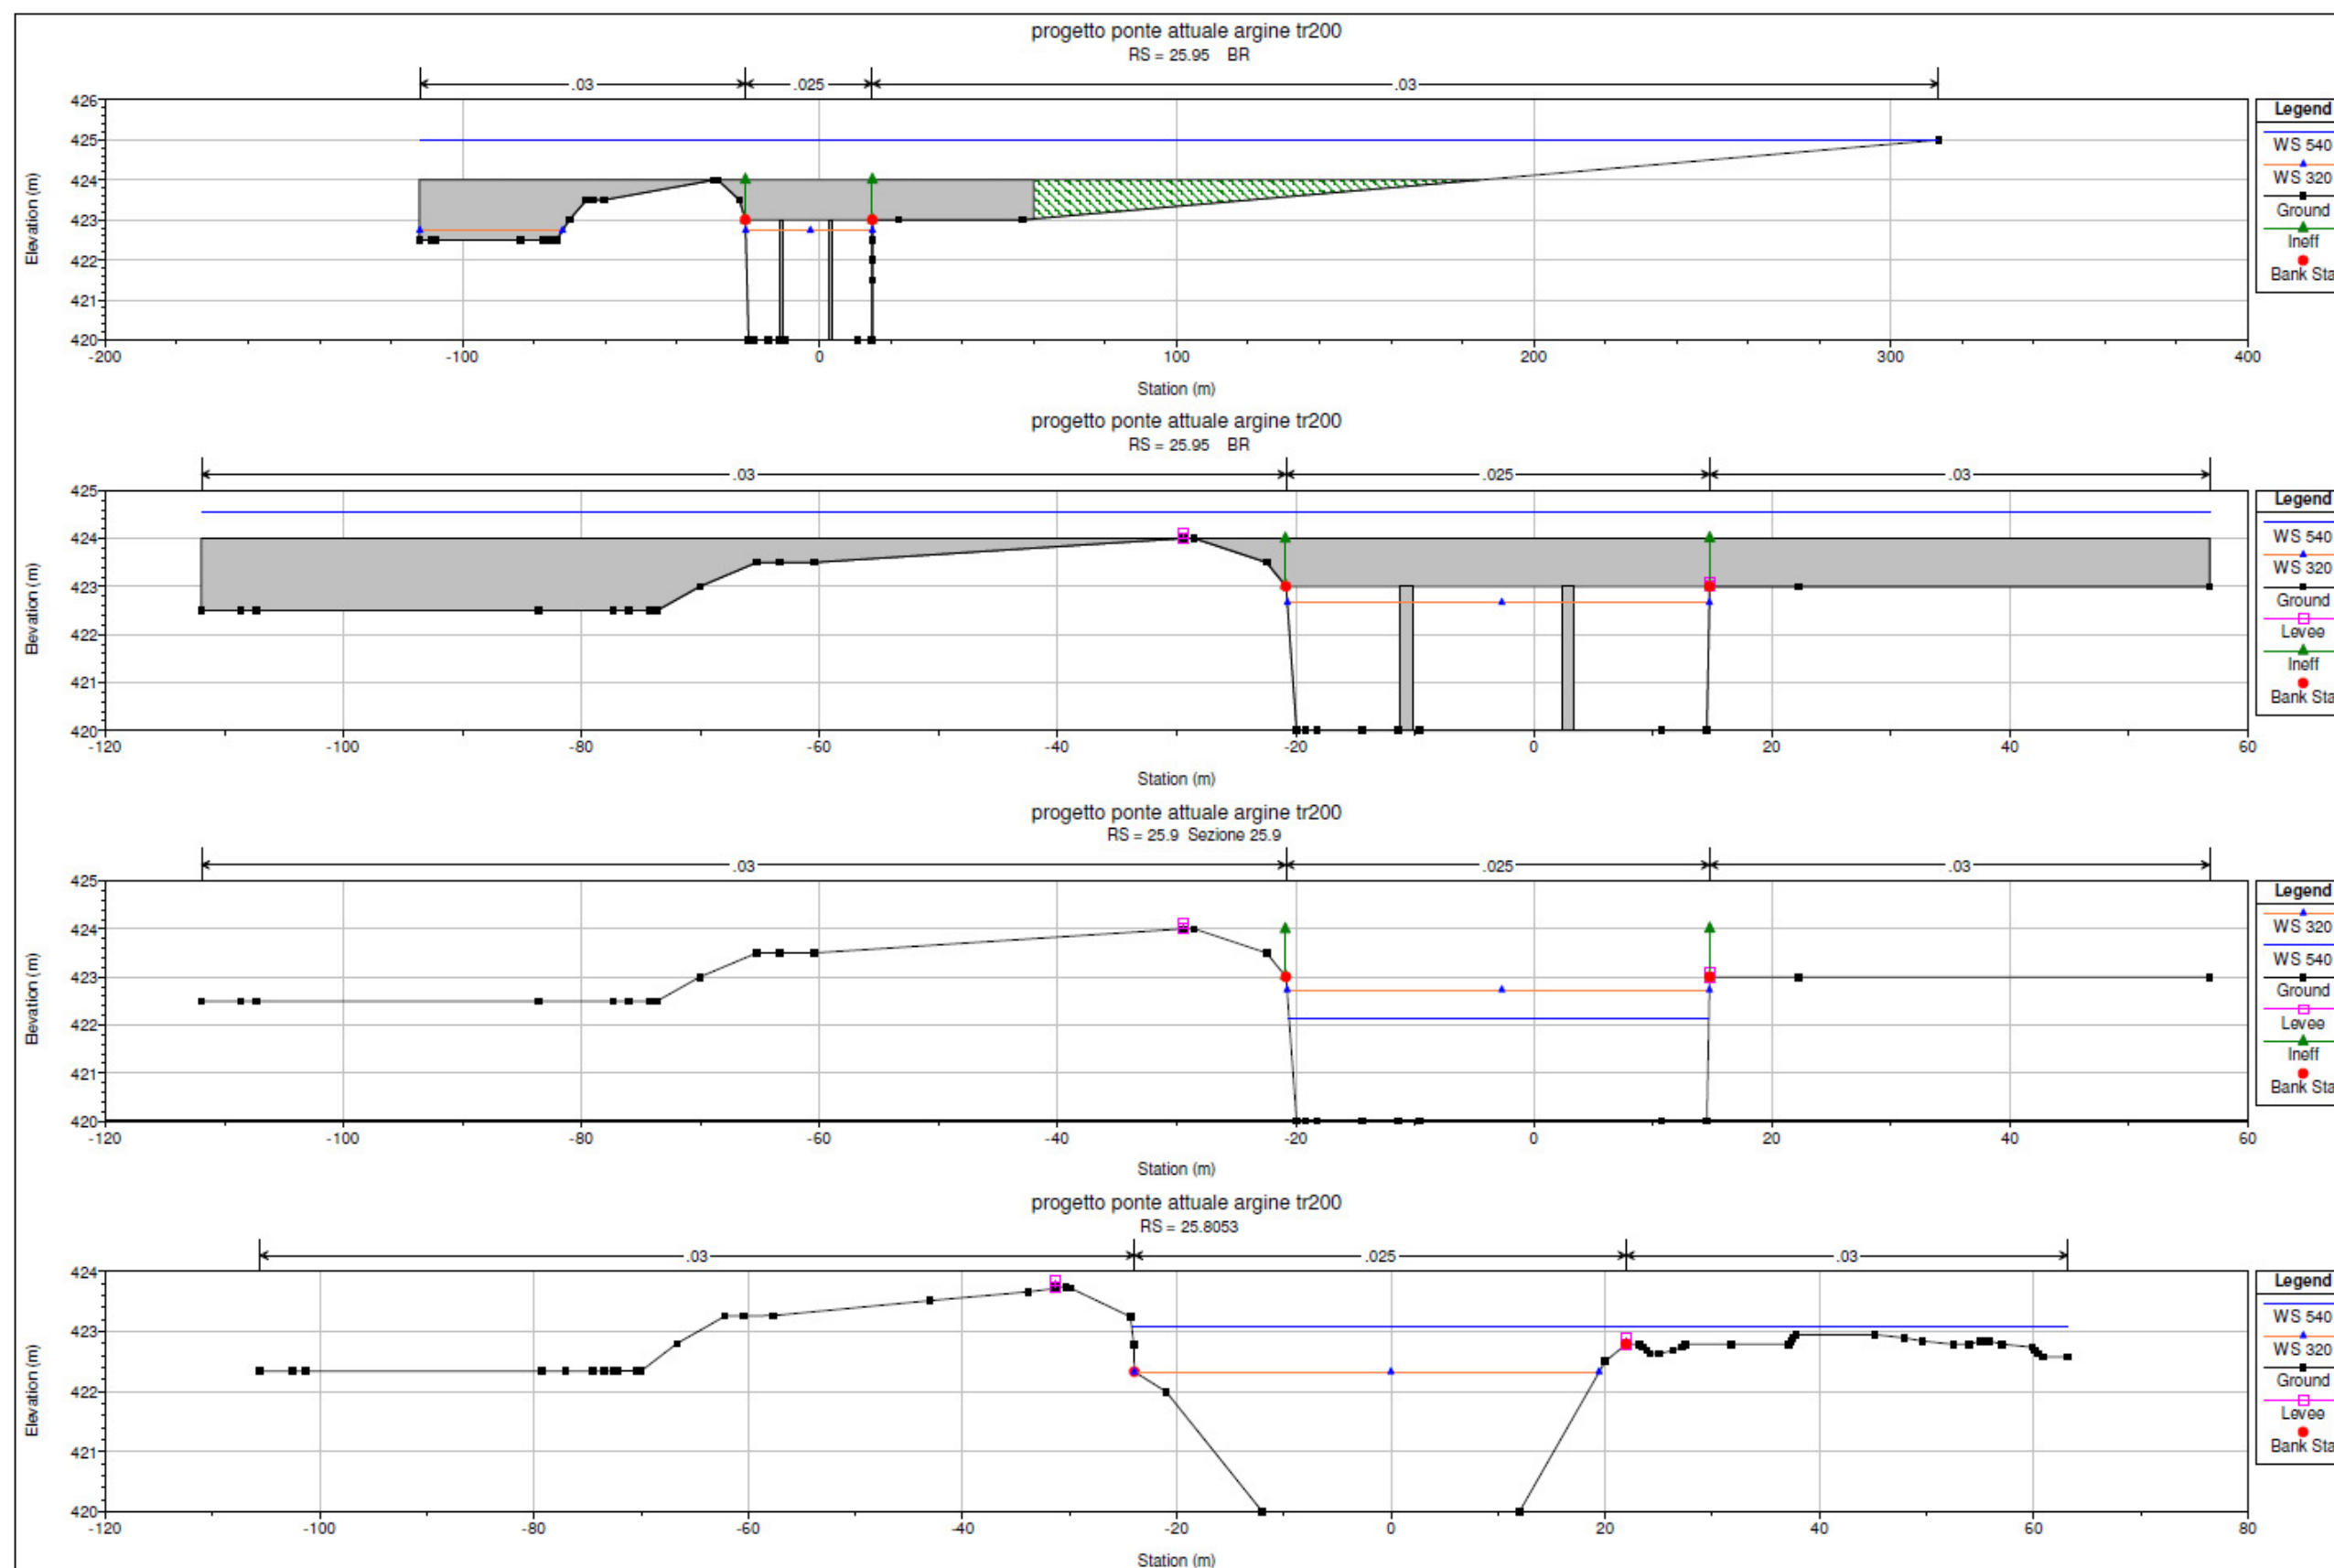 progetto ponte attuale argine tr200
RS = 25.95 BR
.03 .025 .03
Elevation (m)
426
425
424
423
422
421
420
-200 -100 0 100 200 300 400
Station (m)
Legend
WS 540
WS 320
Ground
Ineff
Bank Sta
progetto ponte attuale argine tr200
RS = 25.95 BR
.03 .025 .03
Elevation (m)
425
424
423
422
421
420
-120 -100 -80 -60 -40 -20 0 20 40 60
Station (m)
Legend
WS 540
WS 320
Ground
Levee
Ineff
Bank Sta
progetto ponte attuale argine tr200
RS = 25.9 Sezione 25.9
.03 .025 .03
Elevation (m)
425
424
423
422
421
420
-120 -100 -80 -60 -40 -20 0 20 40 60
Station (m)
Legend
WS 320
WS 540
Ground
Levee
Ineff
Bank Sta
progetto ponte attuale argine tr200
RS = 25.8053
.03 .025 .03
Elevation (m)
424
423
422
421
420
-120 -100 -80 -60 -40 -20 0 20 40 60 80
Station (m)
Legend
WS 540
WS 320
Ground
Levee
Bank Sta